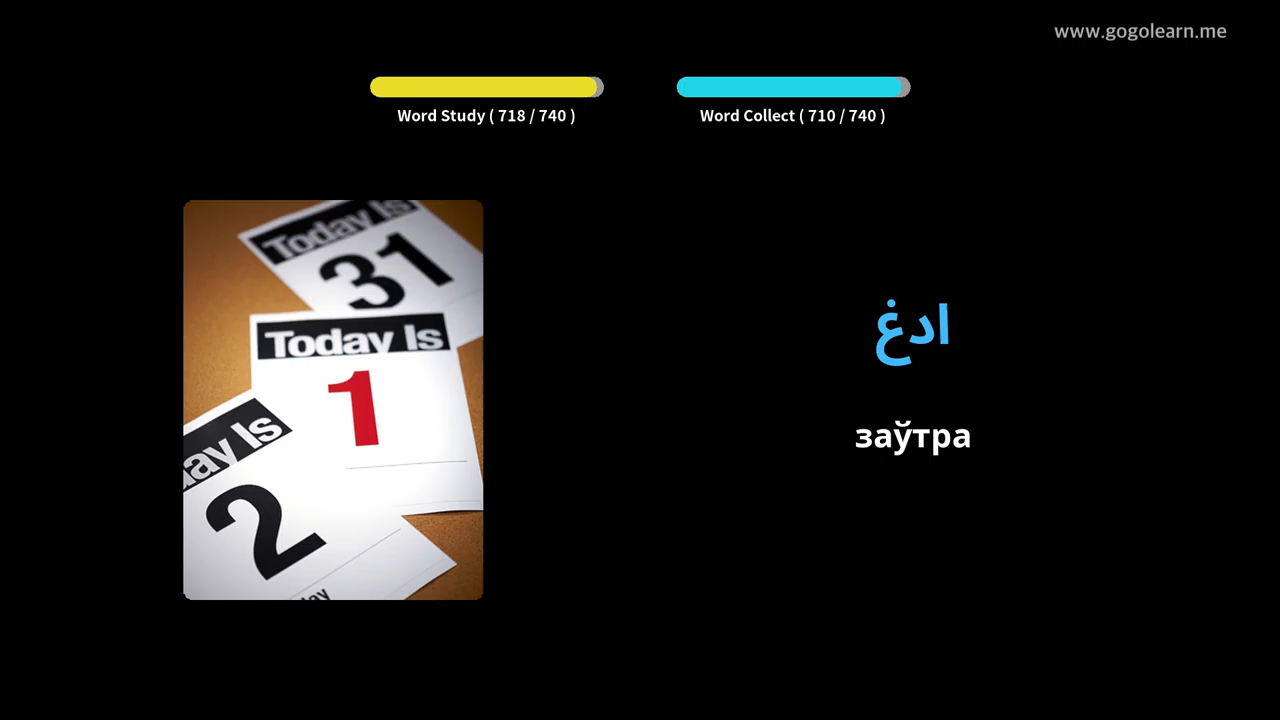 www.gogolearn.me
Word Study ( 718 / 740 )
Word Collect ( 710 / 740 )
Today Is
31
Today Is
1
ay Is
2
ادغ
заўтра